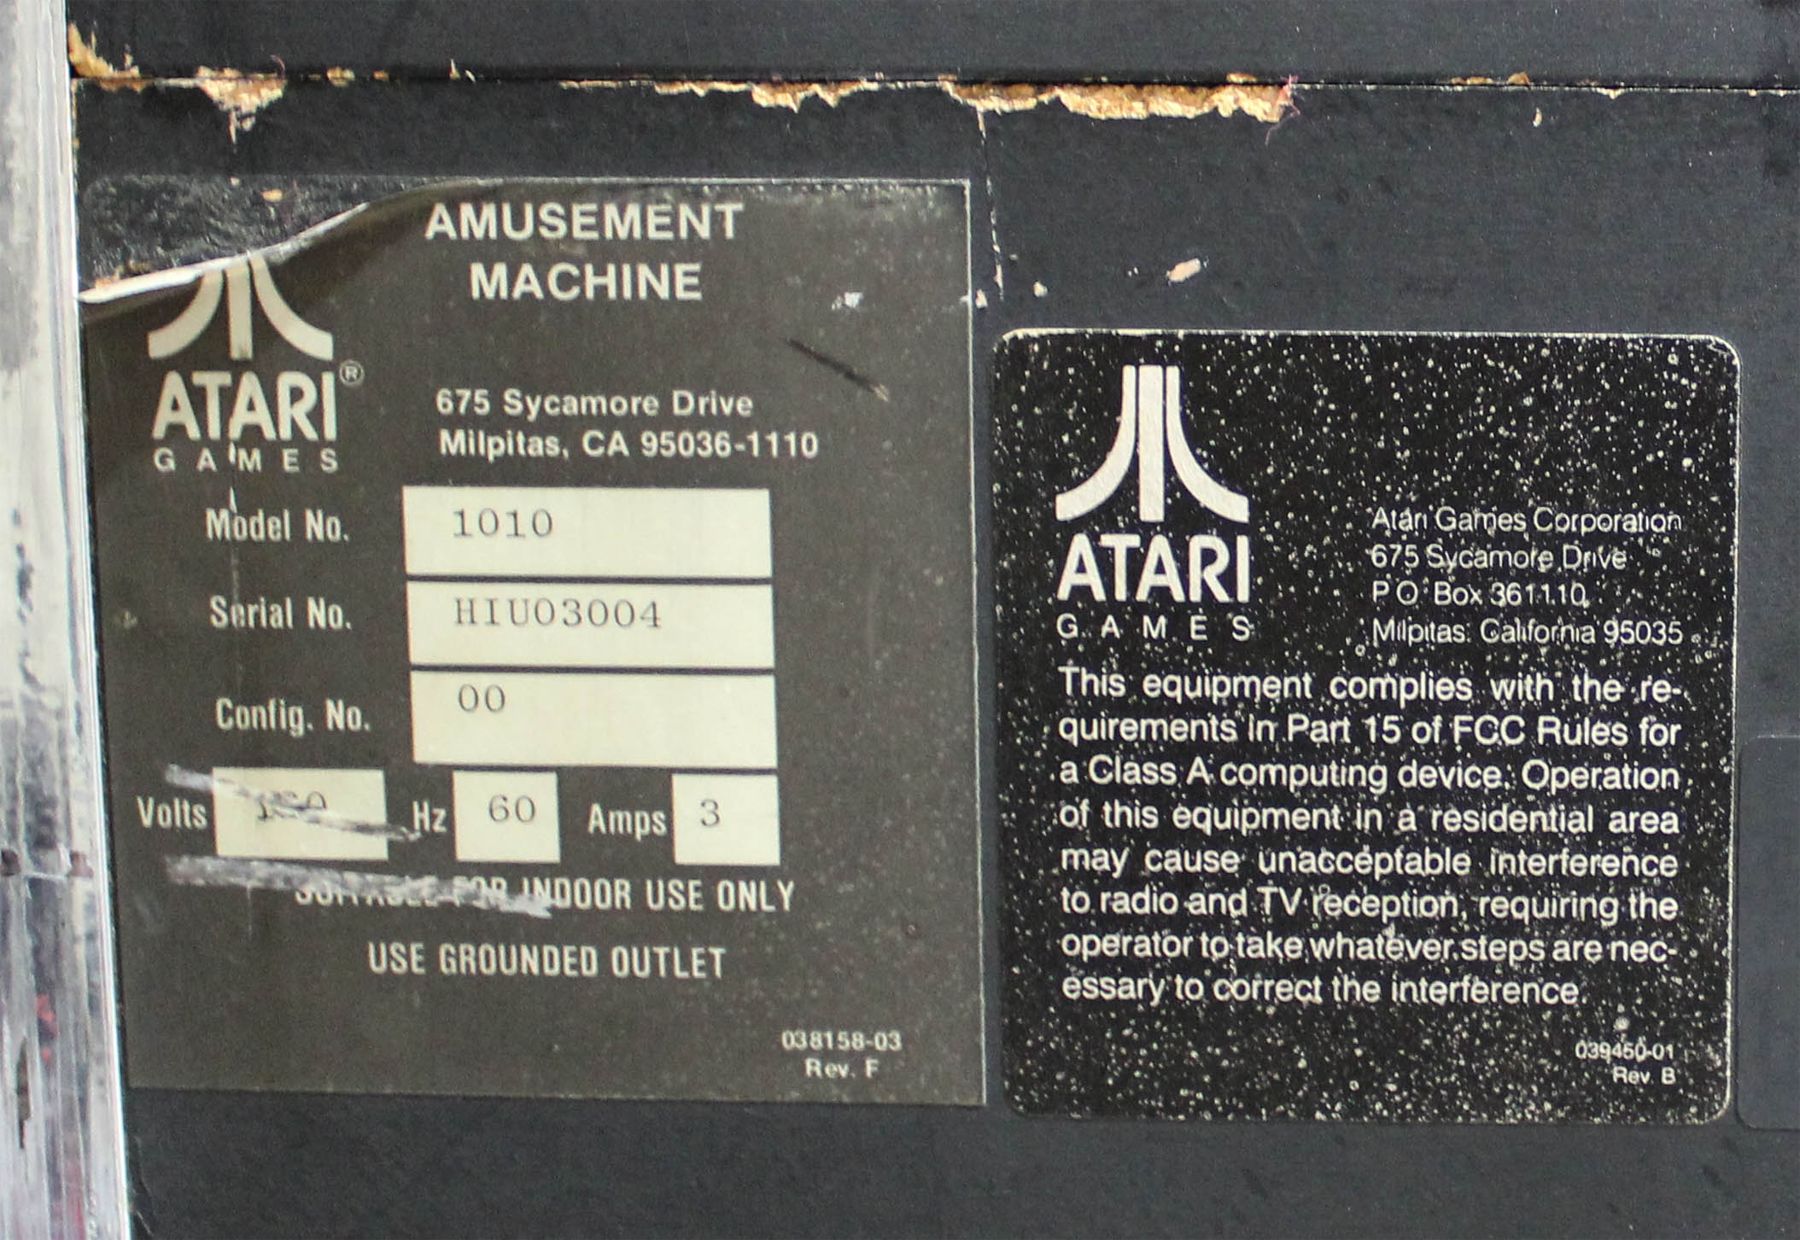 AMUSEMENT
MACHINE
ATARI®
GAMES
675 Sycamore Drive
Milpitas, CA 95036-1110
Model No. 1010
Serial No. HIU03004
Config. No. 00
Volts Hz 60 Amps 3
SUITABLE FOR INDOOR USE ONLY
USE GROUNDED OUTLET
038158-03
Rev. F
ATARI
GAMES
Atari Games Corporation
675 Sycamore Drive
P O Box 361110
Milpitas, California 95035
This equipment complies with the re-
quirements in Part 15 of FCC Rules for
a Class A computing device. Operation
of this equipment in a residential area
may cause unacceptable interference
to radio and TV reception, requiring the
operator to take whatever steps are nec-
essary to correct the interference.
039450-01
Rev B